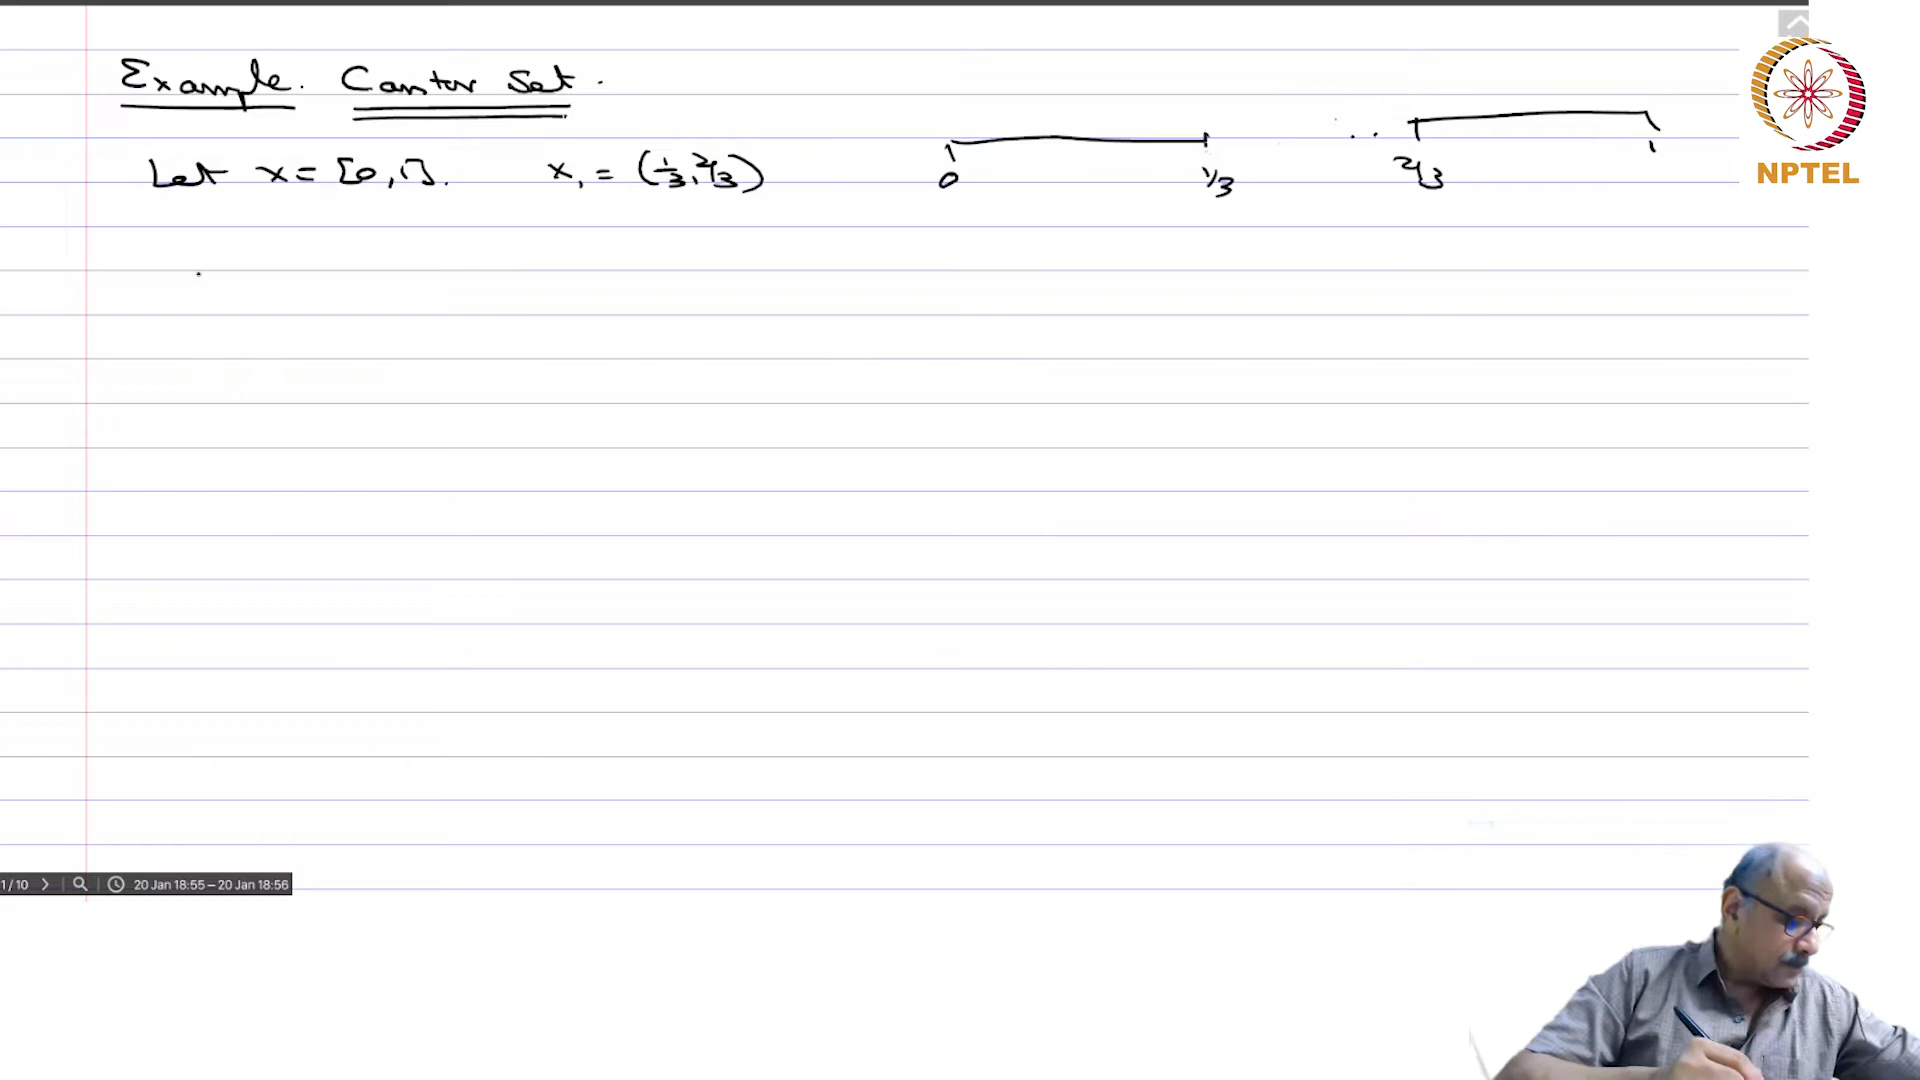 Example. Cantor Set.
Let X = [0,1]. X₁ = (1/3, 2/3)
0 1/3 2/3 1
NPTEL
1 / 10 20 Jan 18:55 – 20 Jan 18:56